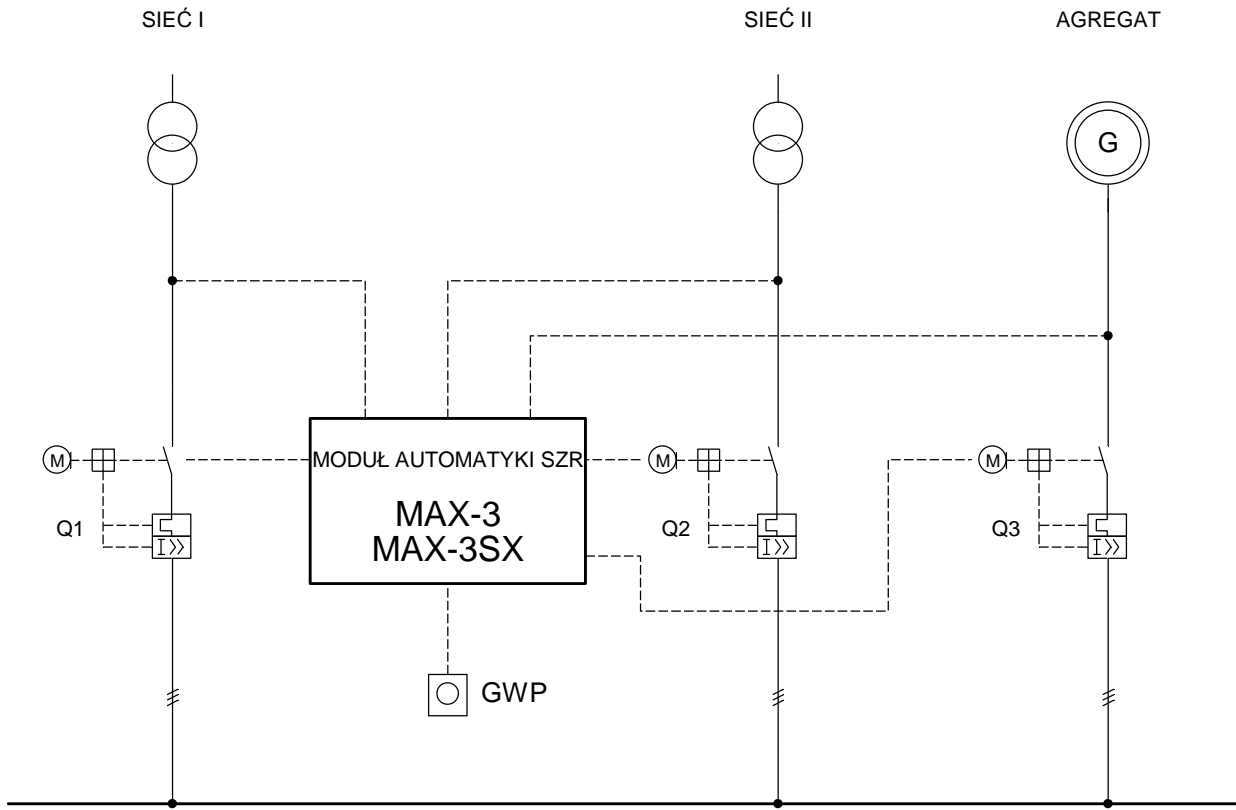 SIEĆ I
SIEĆ II
AGREGAT
G
M
MODUŁ AUTOMATYKI SZR
M
M
MAX-3
MAX-3SX
Q1
I>>
Q2
I>>
Q3
I>>
GWP